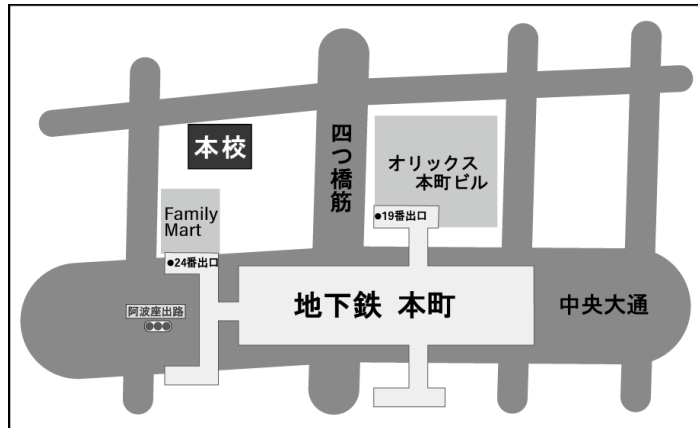 本校
四つ橋筋
オリックス
本町ビル
Family
Mart
●19番出口
●24番出口
阿波座出路
地下鉄 本町
中央大通